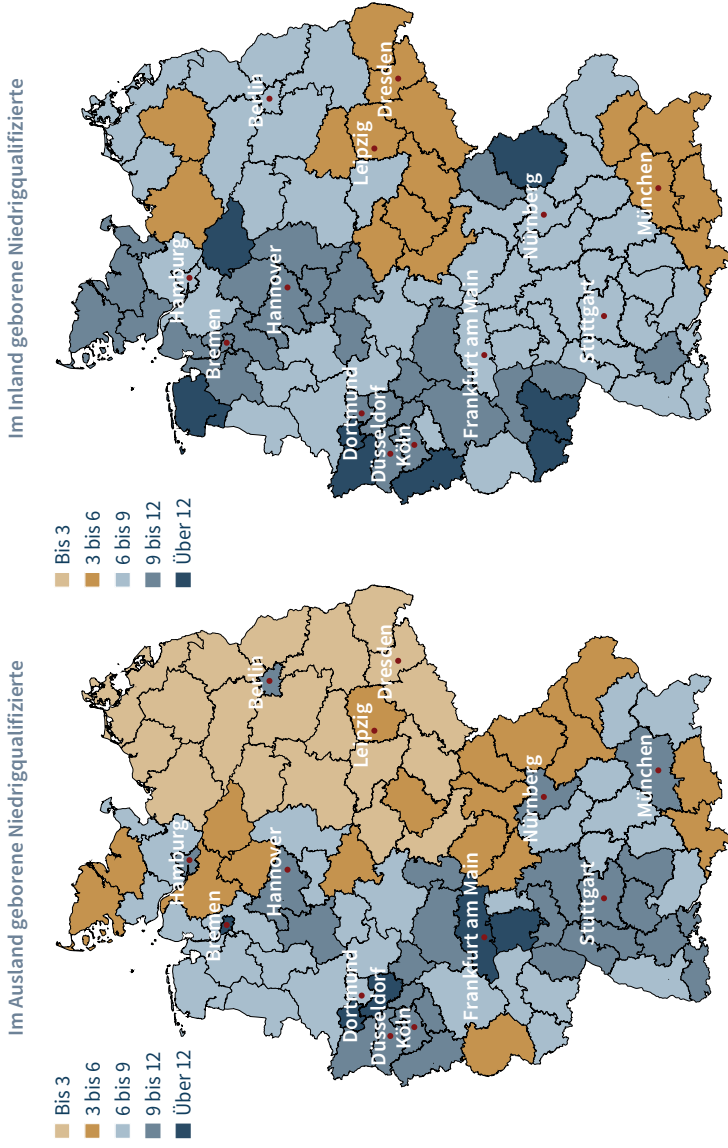 Im Ausland geborene Niedrigqualifizierte
Bis 3
3 bis 6
6 bis 9
9 bis 12
Über 12
Hamburg
Bremen
Berlin
Hannover
Dortmund
Düsseldorf
Köln
Leipzig
Dresden
Frankfurt am Main
Nürnberg
Stuttgart
München
Im Inland geborene Niedrigqualifizierte
Bis 3
3 bis 6
6 bis 9
9 bis 12
Über 12
Hamburg
Bremen
Berlin
Hannover
Dortmund
Düsseldorf
Köln
Leipzig
Dresden
Frankfurt am Main
Nürnberg
Stuttgart
München